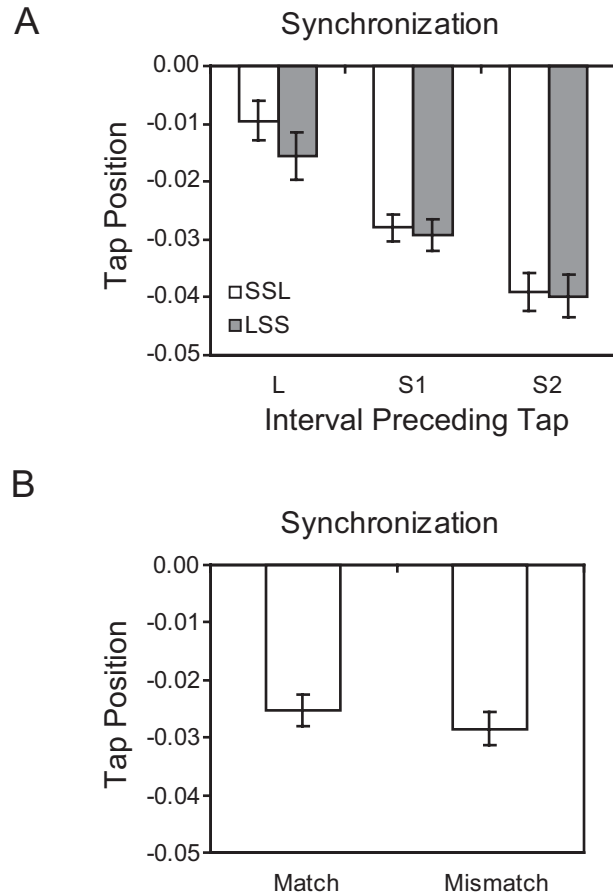 A
Synchronization
0.00
-0.01
-0.02
-0.03
-0.04
-0.05
Tap Position
SSL
LSS
L S1 S2
Interval Preceding Tap
B
Synchronization
0.00
-0.01
-0.02
-0.03
-0.04
-0.05
Tap Position
Match Mismatch